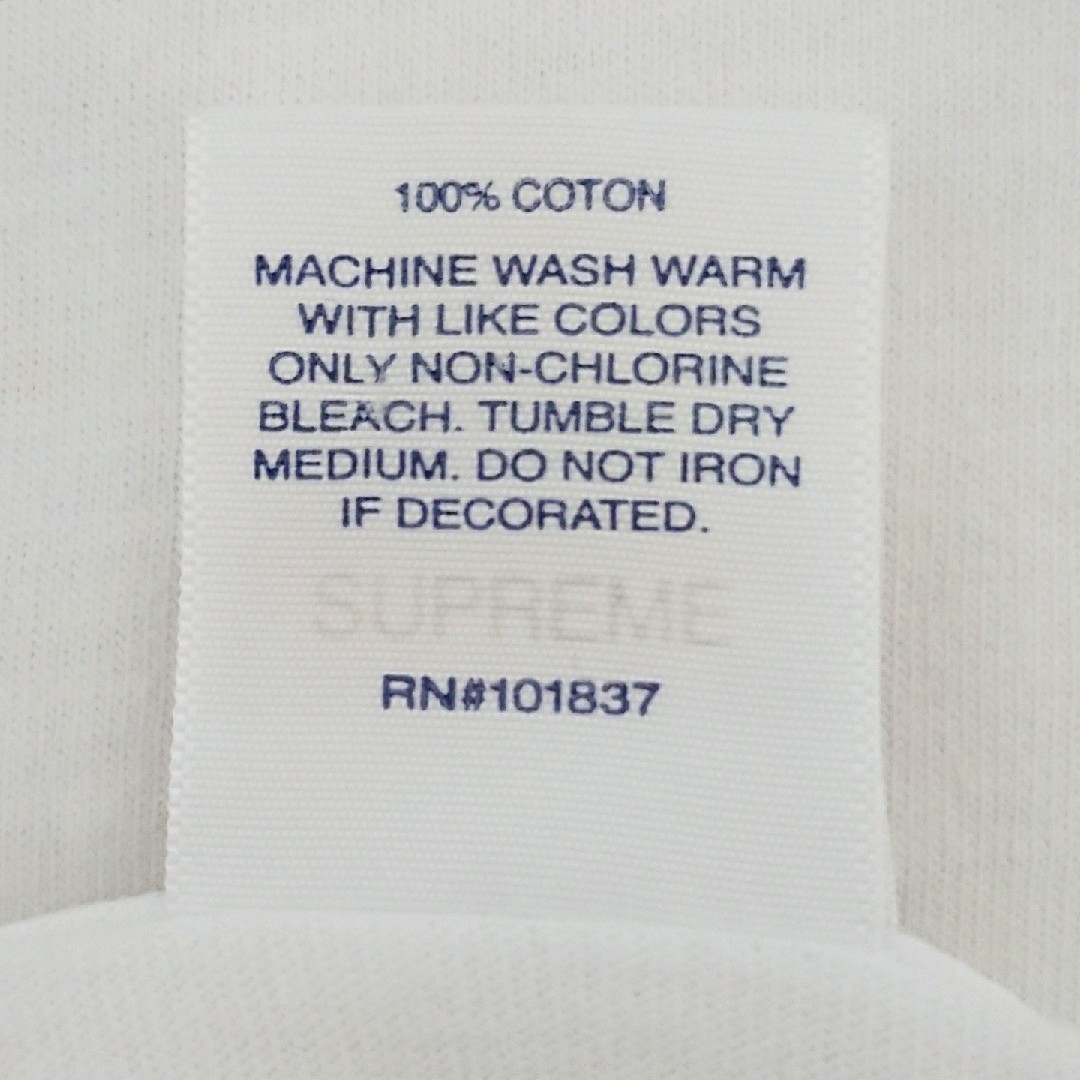 100% COTON
MACHINE WASH WARM
WITH LIKE COLORS
ONLY NON-CHLORINE
BLEACH. TUMBLE DRY
MEDIUM. DO NOT IRON
IF DECORATED.
SUPREME
RN#101837